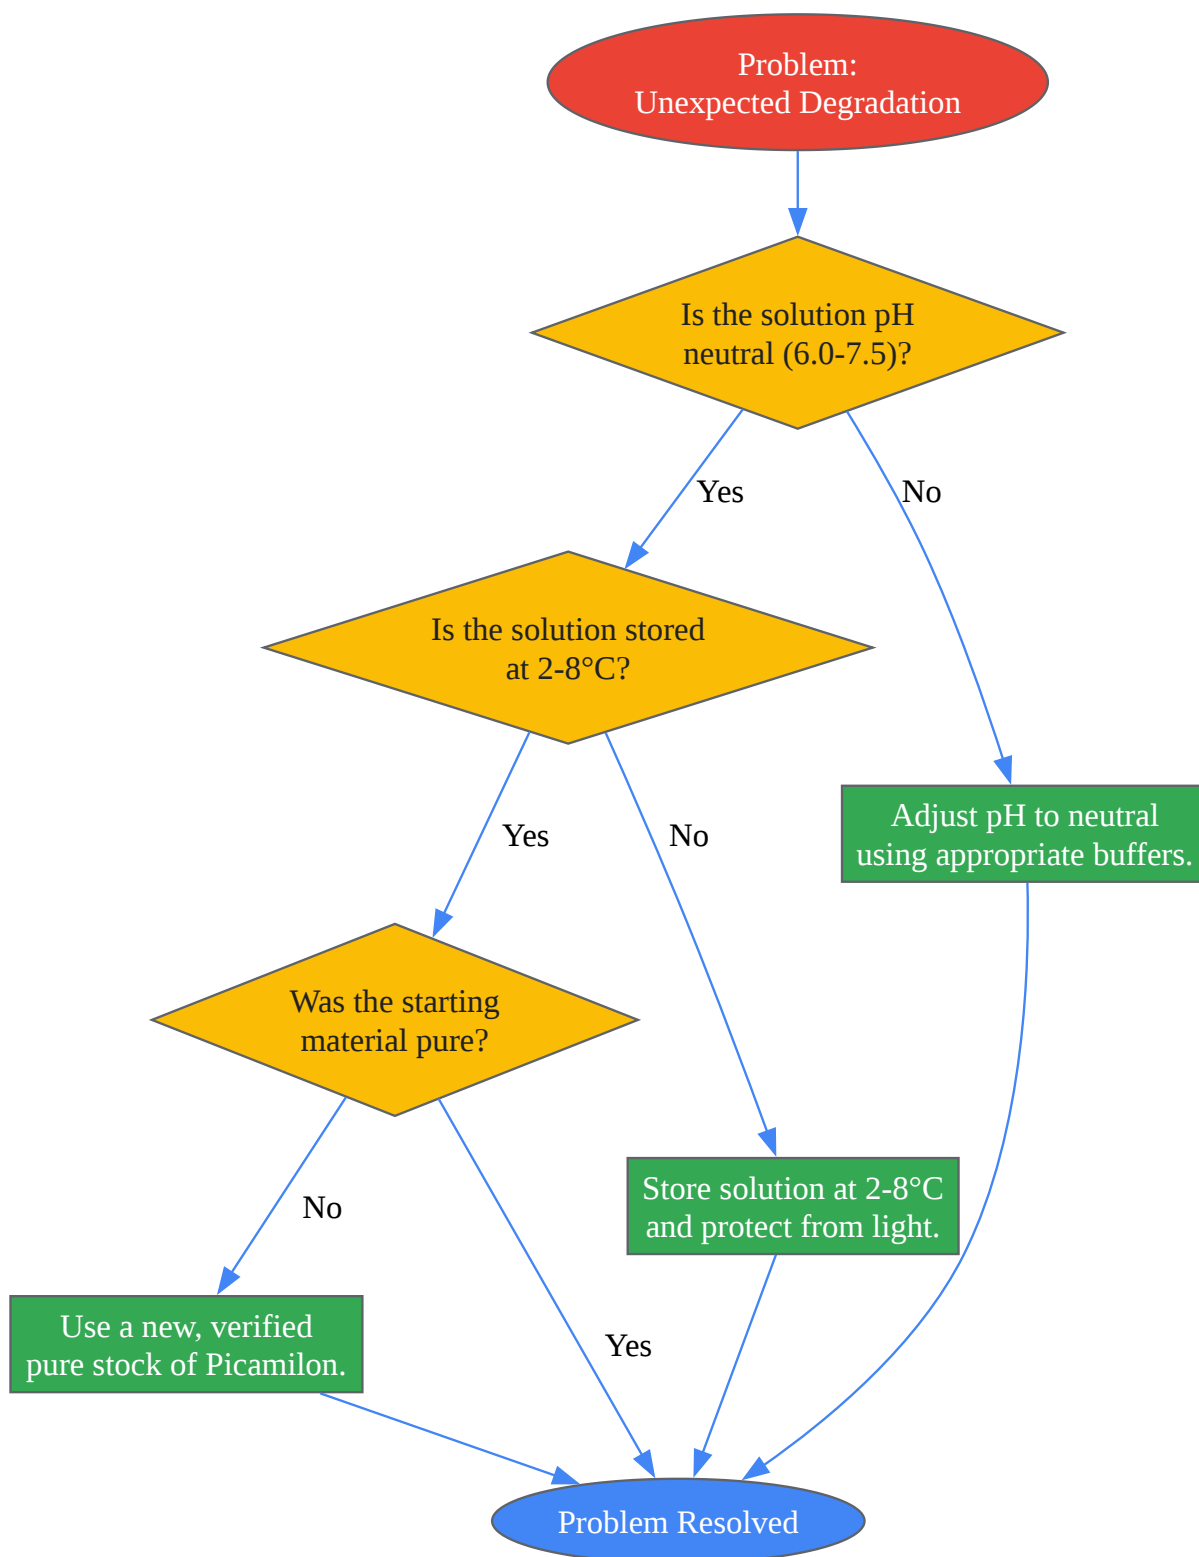 Problem:
Unexpected Degradation
Is the solution pH
neutral (6.0-7.5)?
Yes
No
Is the solution stored
at 2-8°C?
Yes
No
Adjust pH to neutral
using appropriate buffers.
Was the starting
material pure?
No
Yes
Store solution at 2-8°C
and protect from light.
Use a new, verified
pure stock of Picamilon.
Problem Resolved